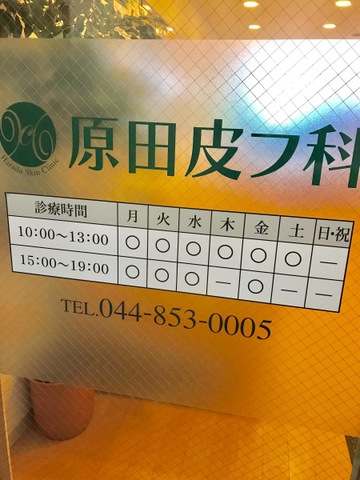 Harada Skin Clinic
原田皮フ科
診療時間 月 火 水 木 金 土 日・祝
10:00～13:00 ○ ○ ○ ○ ○ ○ ―
15:00～19:00 ○ ○ ○ ― ○ ― ―
TEL.044-853-0005